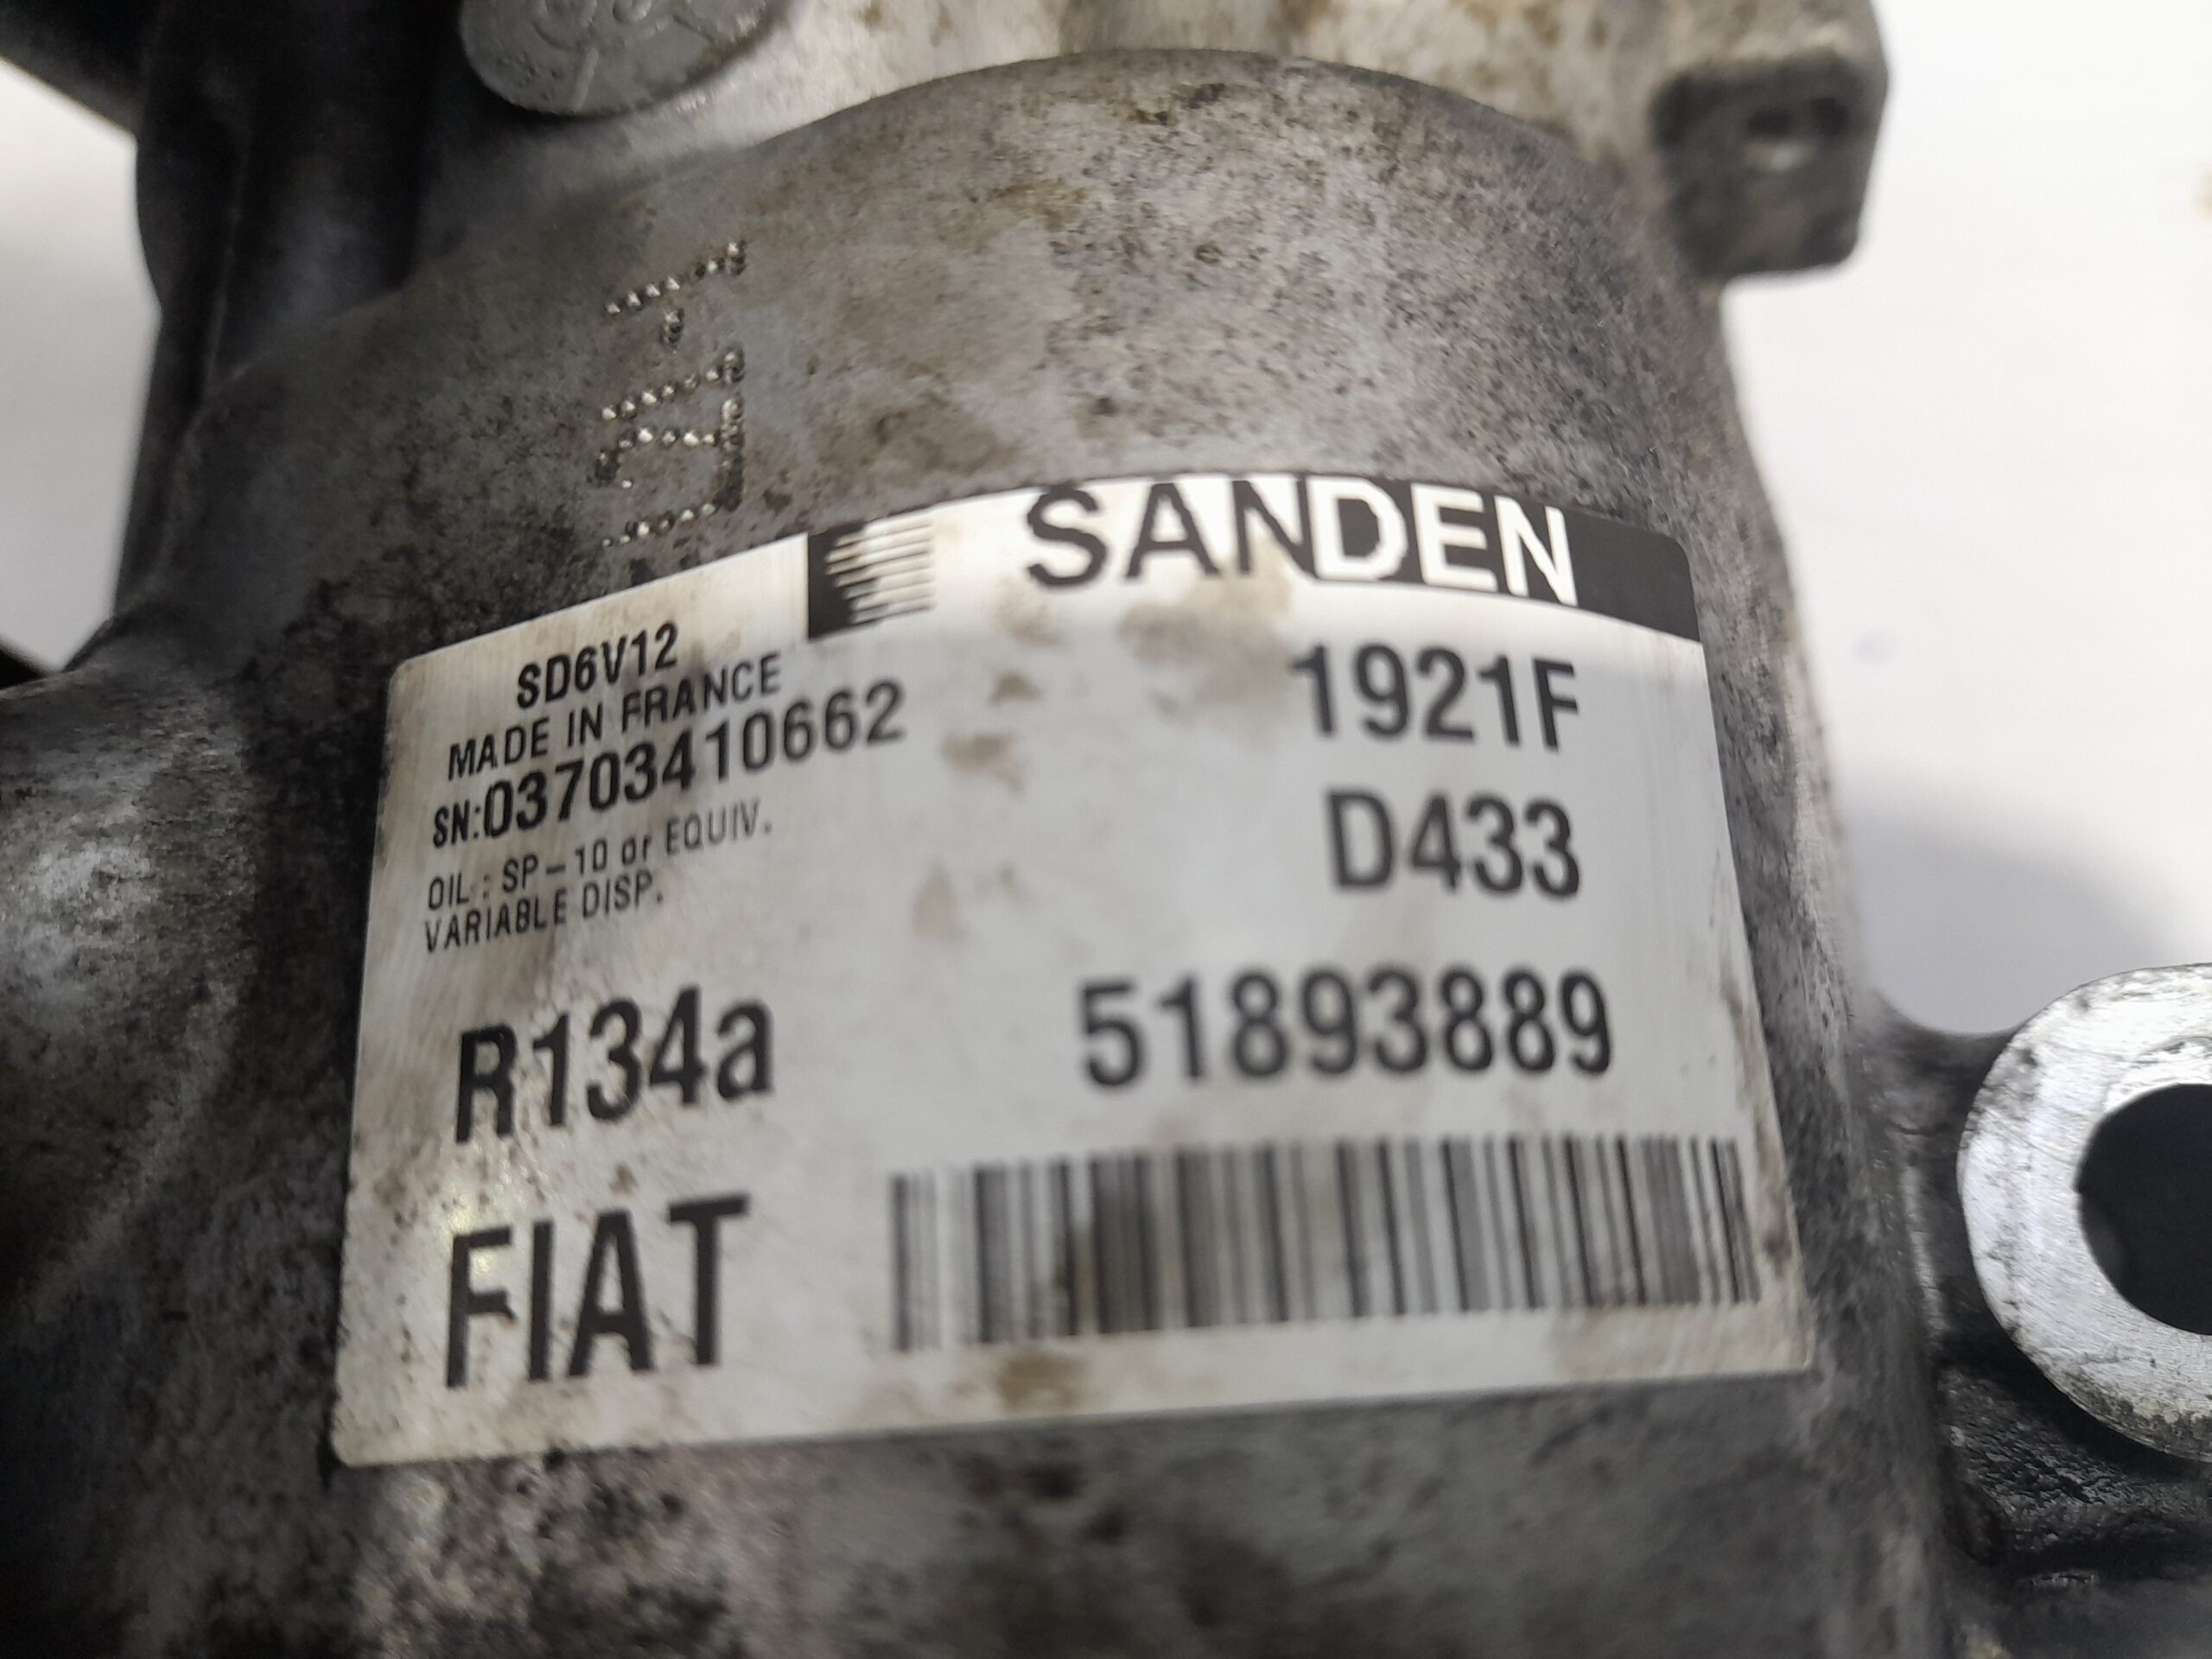 SANDEN
SD6V12
MADE IN FRANCE
SN:03703410662
OIL : SP-10 or EQUIV.
VARIABLE DISP.
1921F
D433
R134a
51893889
FIAT